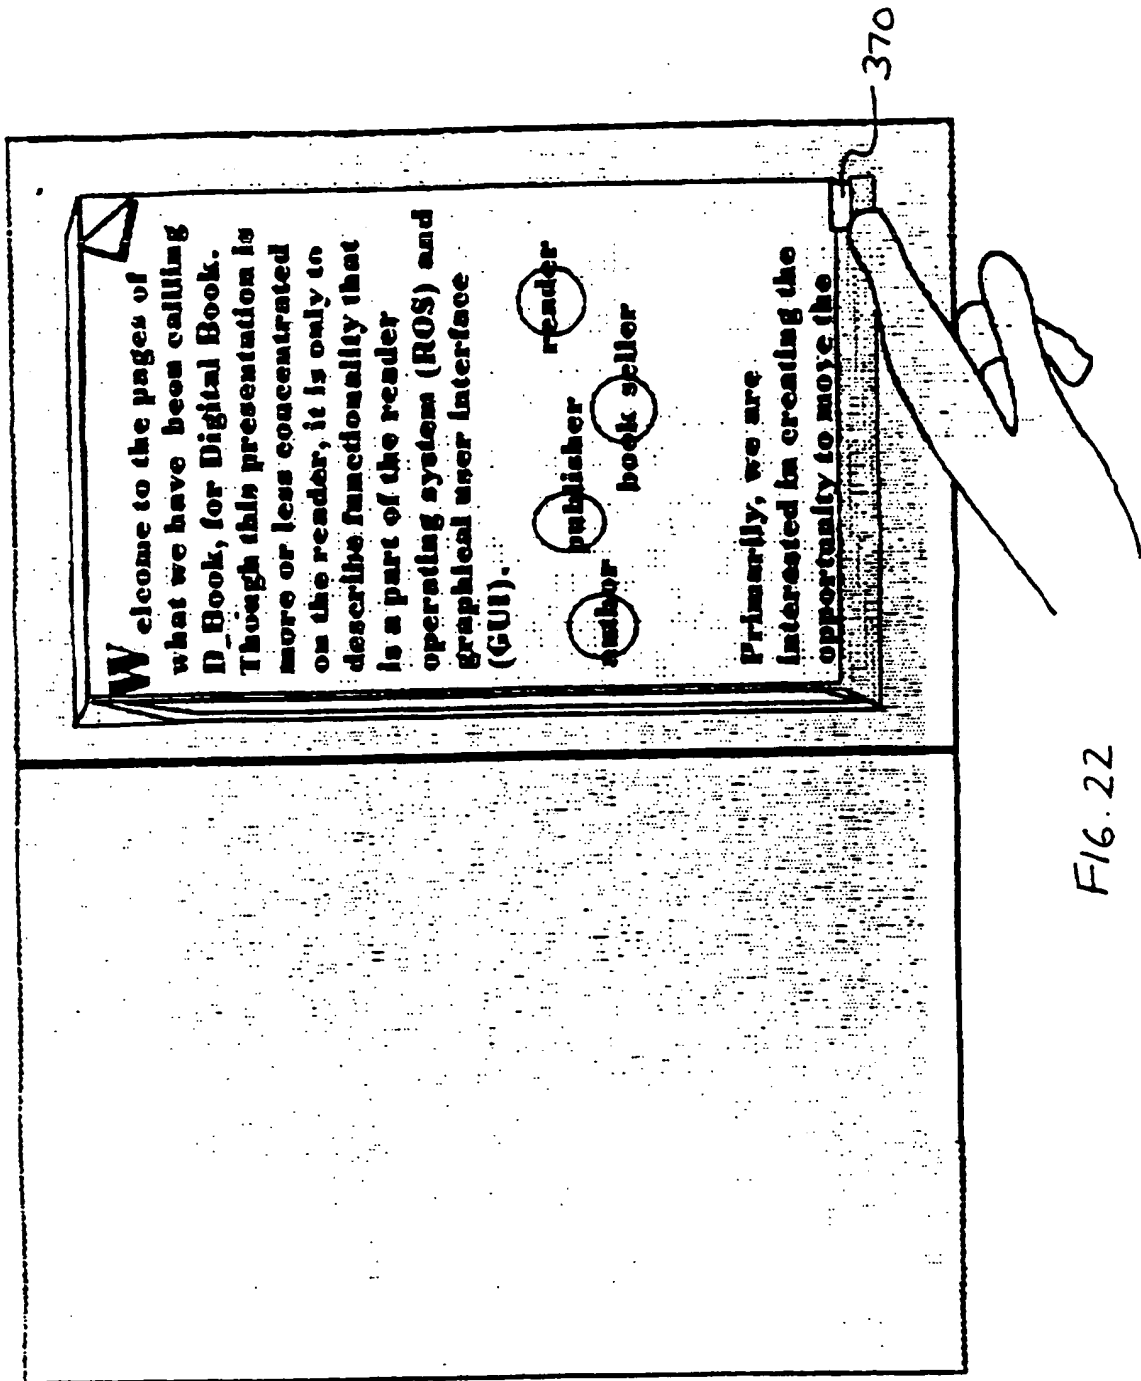 Welcome to the pages of
what we have been callling
D_Book, for Digital Book.
Though this presentation is
more or less concentrated
on the reader, it is only to
describe functionality that
is a part of the reader
operating system (ROS) and
graphical user interface
(GUI).
author
publisher
book seller
reader
Primarily, we are
interested in creating the
opportunity to move the
370
FIG. 22